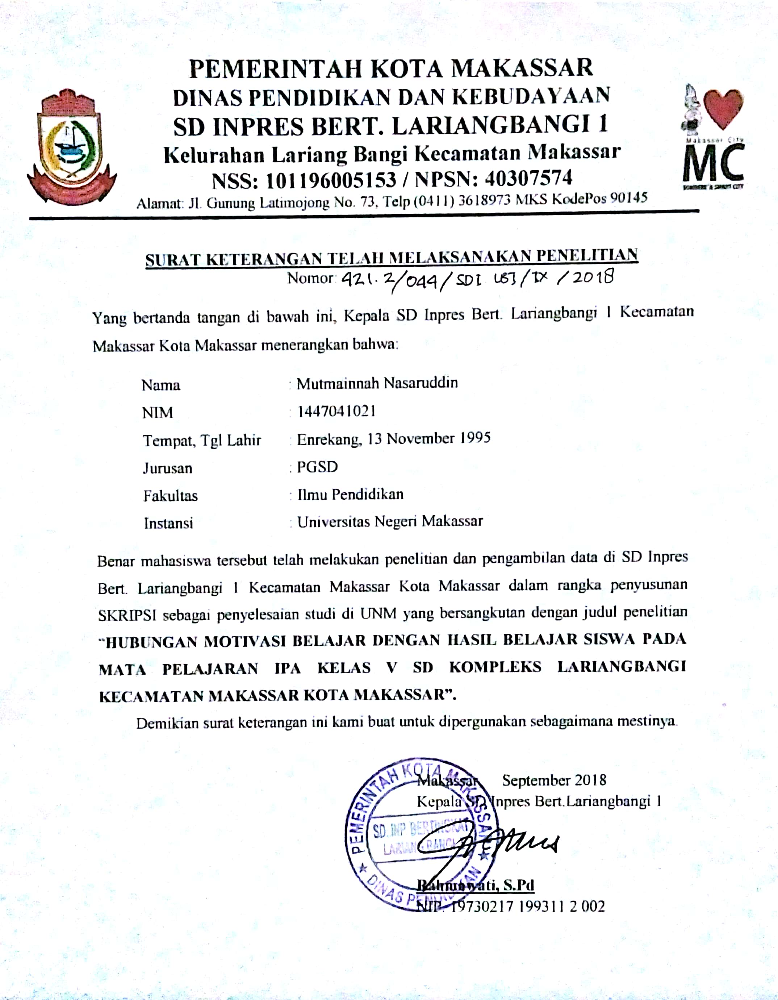 PEMERINTAH KOTA MAKASSAR
DINAS PENDIDIKAN DAN KEBUDAYAAN
SD INPRES BERT. LARIANGBANGI 1
Kelurahan Lariang Bangi Kecamatan Makassar
NSS: 101196005153 / NPSN: 40307574
Alamat: Jl. Gunung Latimojong No. 73, Telp (0411) 3618973 MKS KodePos 90145
Makassar City
MC
SOMBERE & SMART CITY
SURAT KETERANGAN TELAH MELAKSANAKAN PENELITIAN
Nomor: 421.2/044/SDI LBI/IX/2018
Yang bertanda tangan di bawah ini, Kepala SD Inpres Bert. Lariangbangi 1 Kecamatan
Makassar Kota Makassar menerangkan bahwa:
Nama : Mutmainnah Nasaruddin
NIM : 1447041021
Tempat, Tgl Lahir : Enrekang, 13 November 1995
Jurusan : PGSD
Fakultas : Ilmu Pendidikan
Instansi : Universitas Negeri Makassar
Benar mahasiswa tersebut telah melakukan penelitian dan pengambilan data di SD Inpres
Bert. Lariangbangi 1 Kecamatan Makassar Kota Makassar dalam rangka penyusunan
SKRIPSI sebagai penyelesaian studi di UNM yang bersangkutan dengan judul penelitian
“HUBUNGAN MOTIVASI BELAJAR DENGAN HASIL BELAJAR SISWA PADA
MATA PELAJARAN IPA KELAS V SD KOMPLEKS LARIANGBANGI
KECAMATAN MAKASSAR KOTA MAKASSAR”.
Demikian surat keterangan ini kami buat untuk dipergunakan sebagaimana mestinya.
Makassar September 2018
Kepala SD Inpres Bert.Lariangbangi 1
PEMERINTAH KOTA MAKASSAR
SD. INP BERTINGKAT
LARIANG BANGI
DINAS PENDIDIKAN
S.Pd
NIP. 19730217 199311 2 002